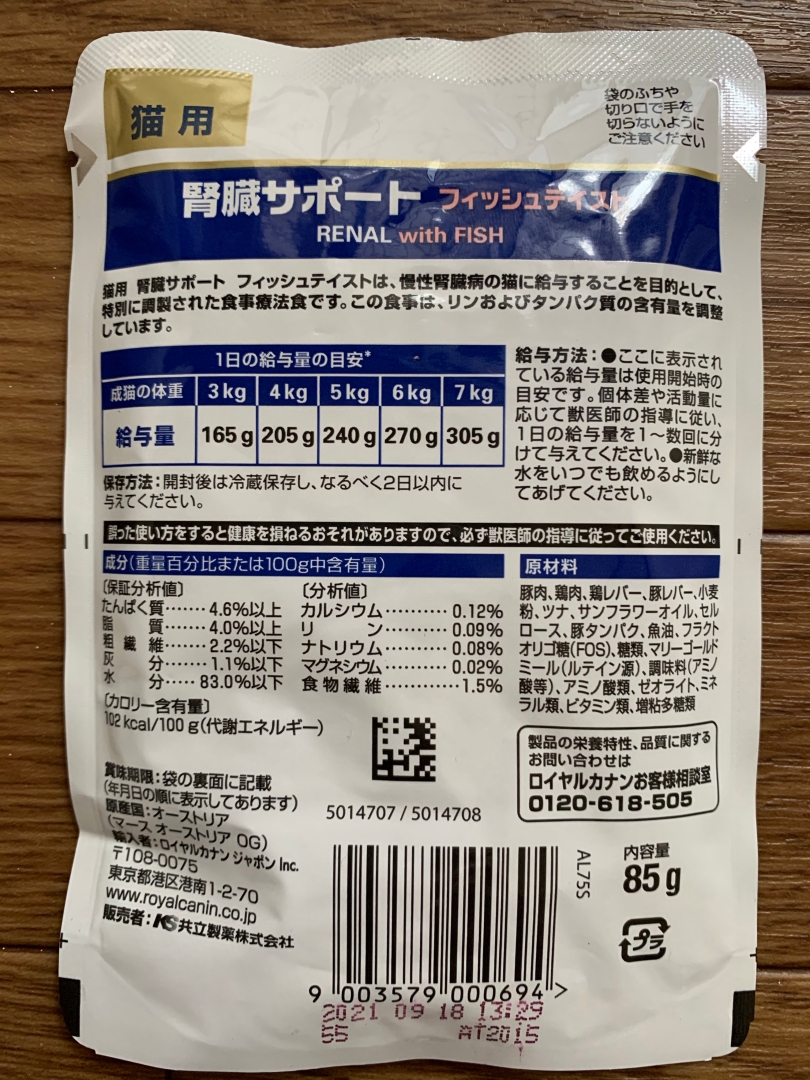 猫用
袋のふちや
切り口で手を
切らないように
ご注意ください
腎臓サポート フィッシュテイスト
RENAL with FISH
猫用 腎臓サポート フィッシュテイストは、慢性腎臓病の猫に給与することを目的として、
特別に調製された食事療法食です。この食事は、リンおよびタンパク質の含有量を調整
しています。
1日の給与量の目安*
成猫の体重 3kg 4kg 5kg 6kg 7kg
給与量 165g 205g 240g 270g 305g
保存方法：開封後は冷蔵保存し、なるべく2日以内に
与えてください。
給与方法：●ここに表示され
ている給与量は使用開始時の
目安です。個体差や活動量に
応じて獣医師の指導に従い、
1日の給与量を1〜数回に分
けて与えてください。●新鮮な
水をいつでも飲めるようにし
てあげてください。
誤った使い方をすると健康を損ねるおそれがありますので、必ず獣医師の指導に従ってご使用ください。
成分（重量百分比または100g中含有量）
〔保証分析値〕
たんぱく質……4.6%以上
脂質……4.0%以上
粗繊維……2.2%以下
灰分……1.1%以下
水分……83.0%以下
〔カロリー含有量〕
102 kcal/100 g（代謝エネルギー）
〔分析値〕
カルシウム……0.12%
リン……0.09%
ナトリウム……0.08%
マグネシウム……0.02%
食物繊維……1.5%
原材料
豚肉、鶏肉、鶏レバー、豚レバー、小麦
粉、ツナ、サンフラワーオイル、セル
ロース、豚タンパク、魚油、フラクト
オリゴ糖（FOS）、糖類、マリーゴールド
ミール（ルテイン源）、調味料（アミノ
酸等）、アミノ酸類、ゼオライト、ミネ
ラル類、ビタミン類、増粘多糖類
製品の栄養特性、品質に関する
お問い合わせは
ロイヤルカナンお客様相談室
0120-618-505
賞味期限：袋の裏面に記載
（年月日の順に表示してあります）
原産国：オーストリア
（マース オーストリア OG）
輸入者：ロイヤルカナン ジャポン Inc.
〒108-0075
東京都港区港南1-2-70
www.royalcanin.co.jp
販売者：KS共立製薬株式会社
5014707 / 5014708
AL75S
内容量
85g
プラ
9 003579 000694 >
2021 09 18 13:29
55 AT2015